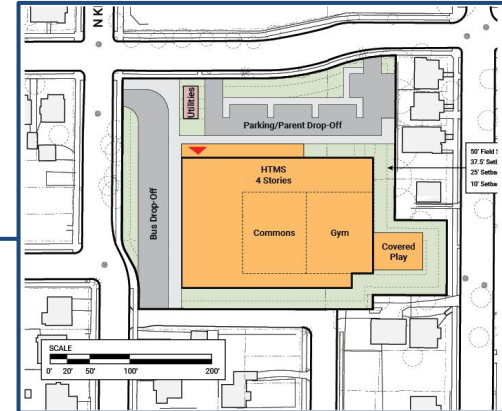 N K
Utilities
Parking/Parent Drop-Off
HTMS
4 Stories
Bus Drop-Off
Commons
Gym
Covered
Play
50' Field
37.5' Setl
25' Setba
10' Setba
SCALE
0' 20' 50' 100' 200'